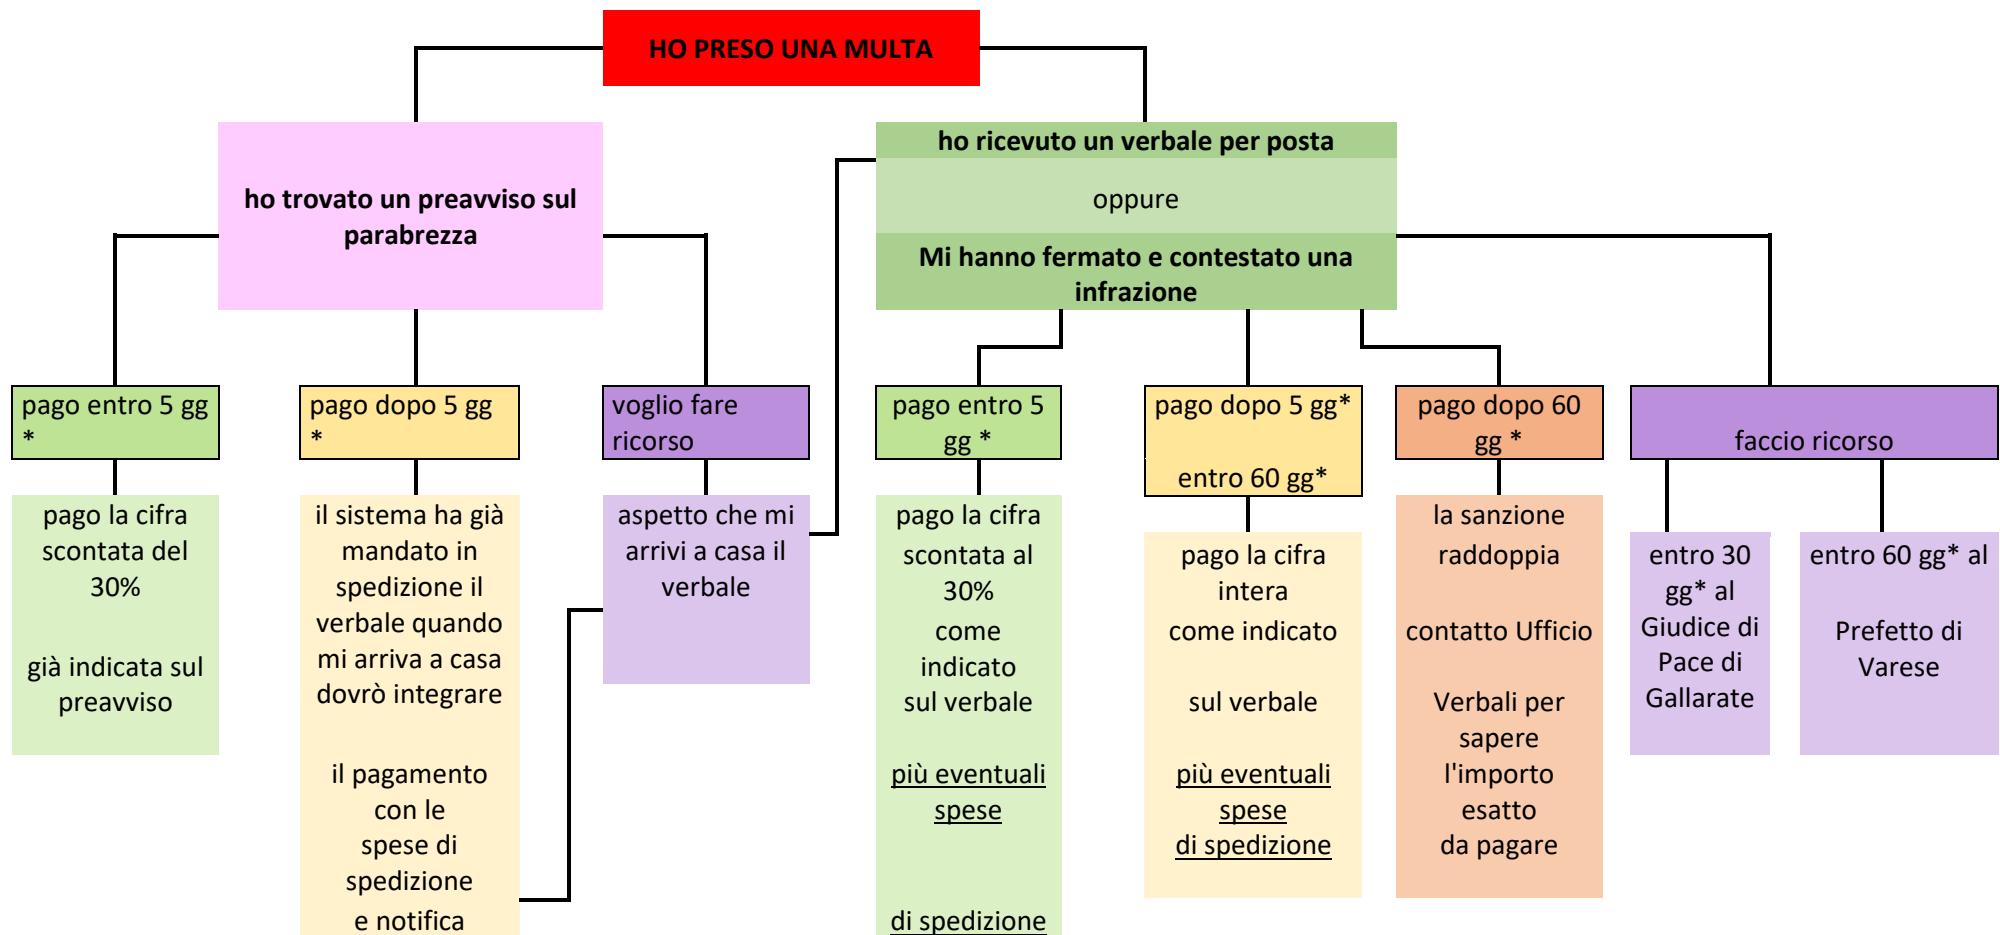 HO PRESO UNA MULTA
ho trovato un preavviso sul
parabrezza
ho ricevuto un verbale per posta
oppure
Mi hanno fermato e contestato una
infrazione
pago entro 5 gg
*
pago dopo 5 gg
*
voglio fare
ricorso
pago entro 5
gg *
pago dopo 5 gg*
entro 60 gg*
pago dopo 60
gg *
faccio ricorso
pago la cifra
scontata del
30%
già indicata sul
preavviso
il sistema ha già
mandato in
spedizione il
verbale quando
mi arriva a casa
dovrò integrare
il pagamento
con le
spese di
spedizione
e notifica
aspetto che mi
arrivi a casa il
verbale
pago la cifra
scontata al
30%
come
indicato
sul verbale
più eventuali
spese
di spedizione
pago la cifra
intera
come indicato
sul verbale
più eventuali
spese
di spedizione
la sanzione
raddoppia
contatto Ufficio
Verbali per
sapere
l'importo
esatto
da pagare
entro 30
gg* al
Giudice di
Pace di
Gallarate
entro 60 gg* al
Prefetto di
Varese